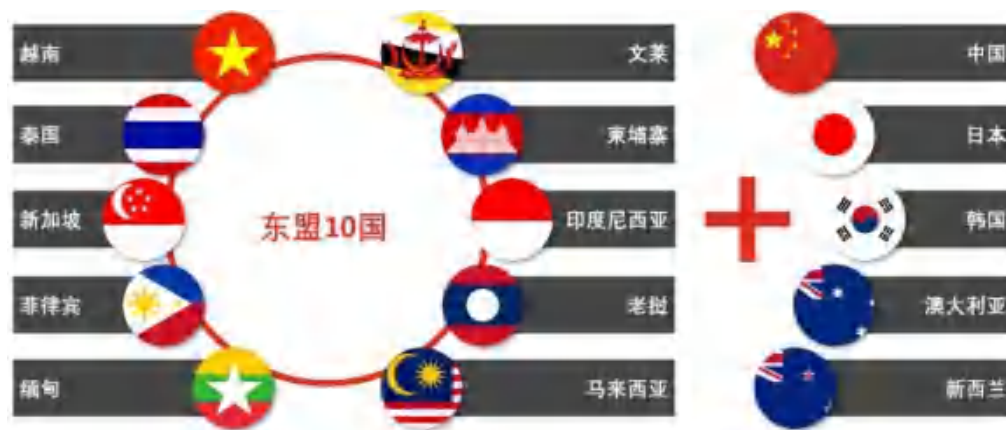 越南
文莱
中国
泰国
柬埔寨
日本
新加坡
东盟10国
印度尼西亚
韩国
菲律宾
老挝
澳大利亚
缅甸
马来西亚
新西兰